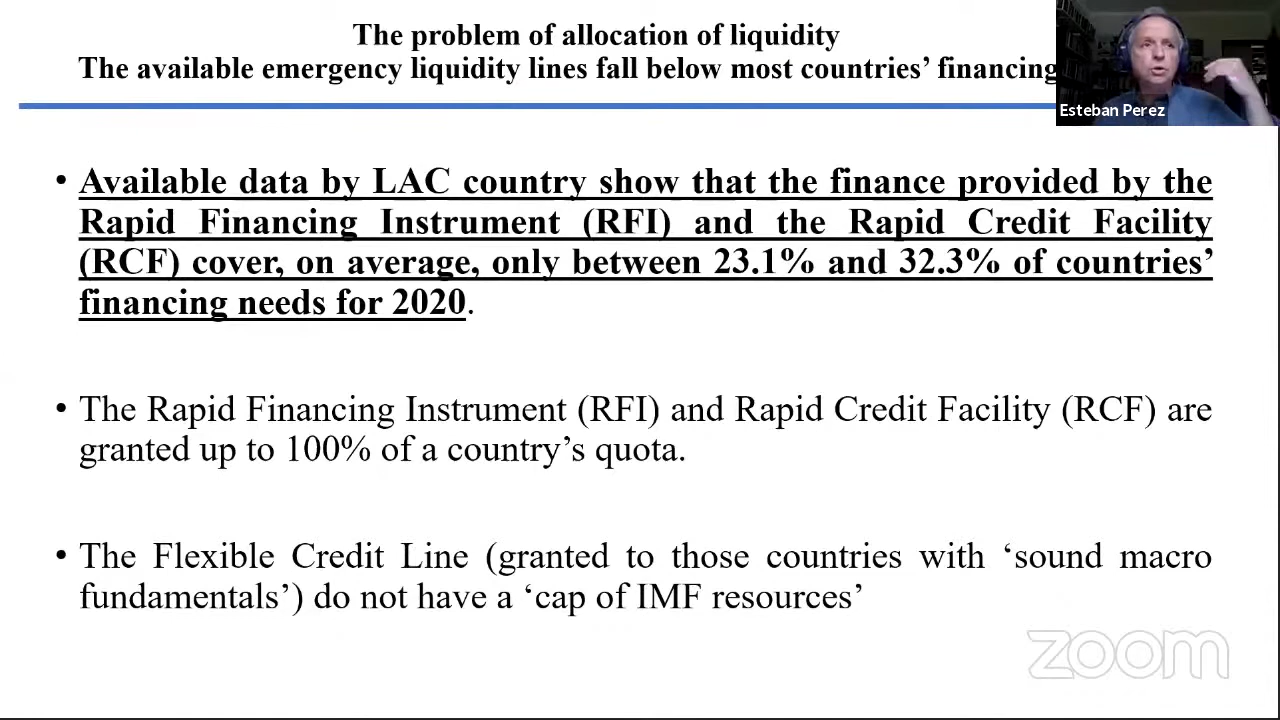 The problem of allocation of liquidity
The available emergency liquidity lines fall below most countries’ financing
Esteban Perez
• Available data by LAC country show that the finance provided by the
Rapid Financing Instrument (RFI) and the Rapid Credit Facility
(RCF) cover, on average, only between 23.1% and 32.3% of countries’
financing needs for 2020.
• The Rapid Financing Instrument (RFI) and Rapid Credit Facility (RCF) are
granted up to 100% of a country’s quota.
• The Flexible Credit Line (granted to those countries with ‘sound macro
fundamentals’) do not have a ‘cap of IMF resources’
zoom